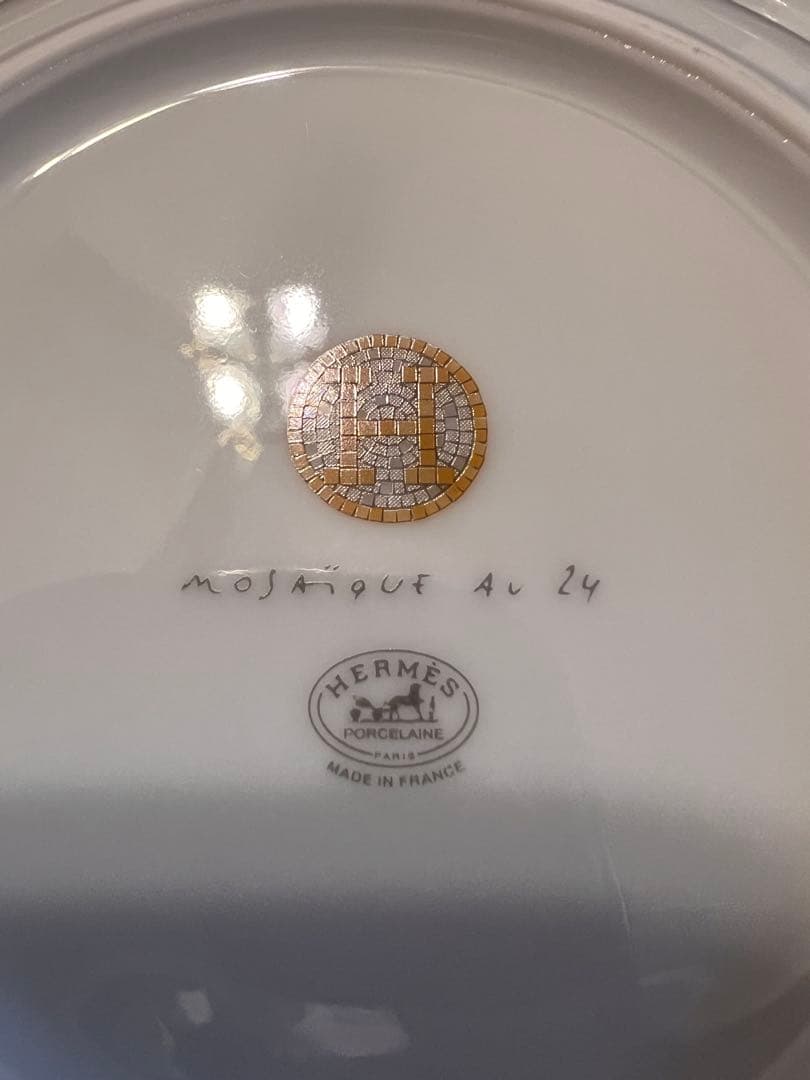 H
MOSAÏQUE AU 24
HERMÈS
PORCELAINE
PARIS
MADE IN FRANCE